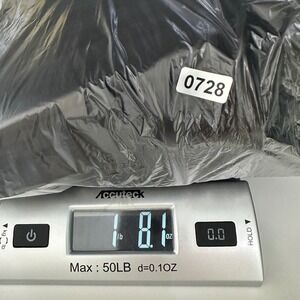 0728
Accuteck
1 lb 8.1 oz
0.0
HOLD
Max : 50LB d=0.1OZ